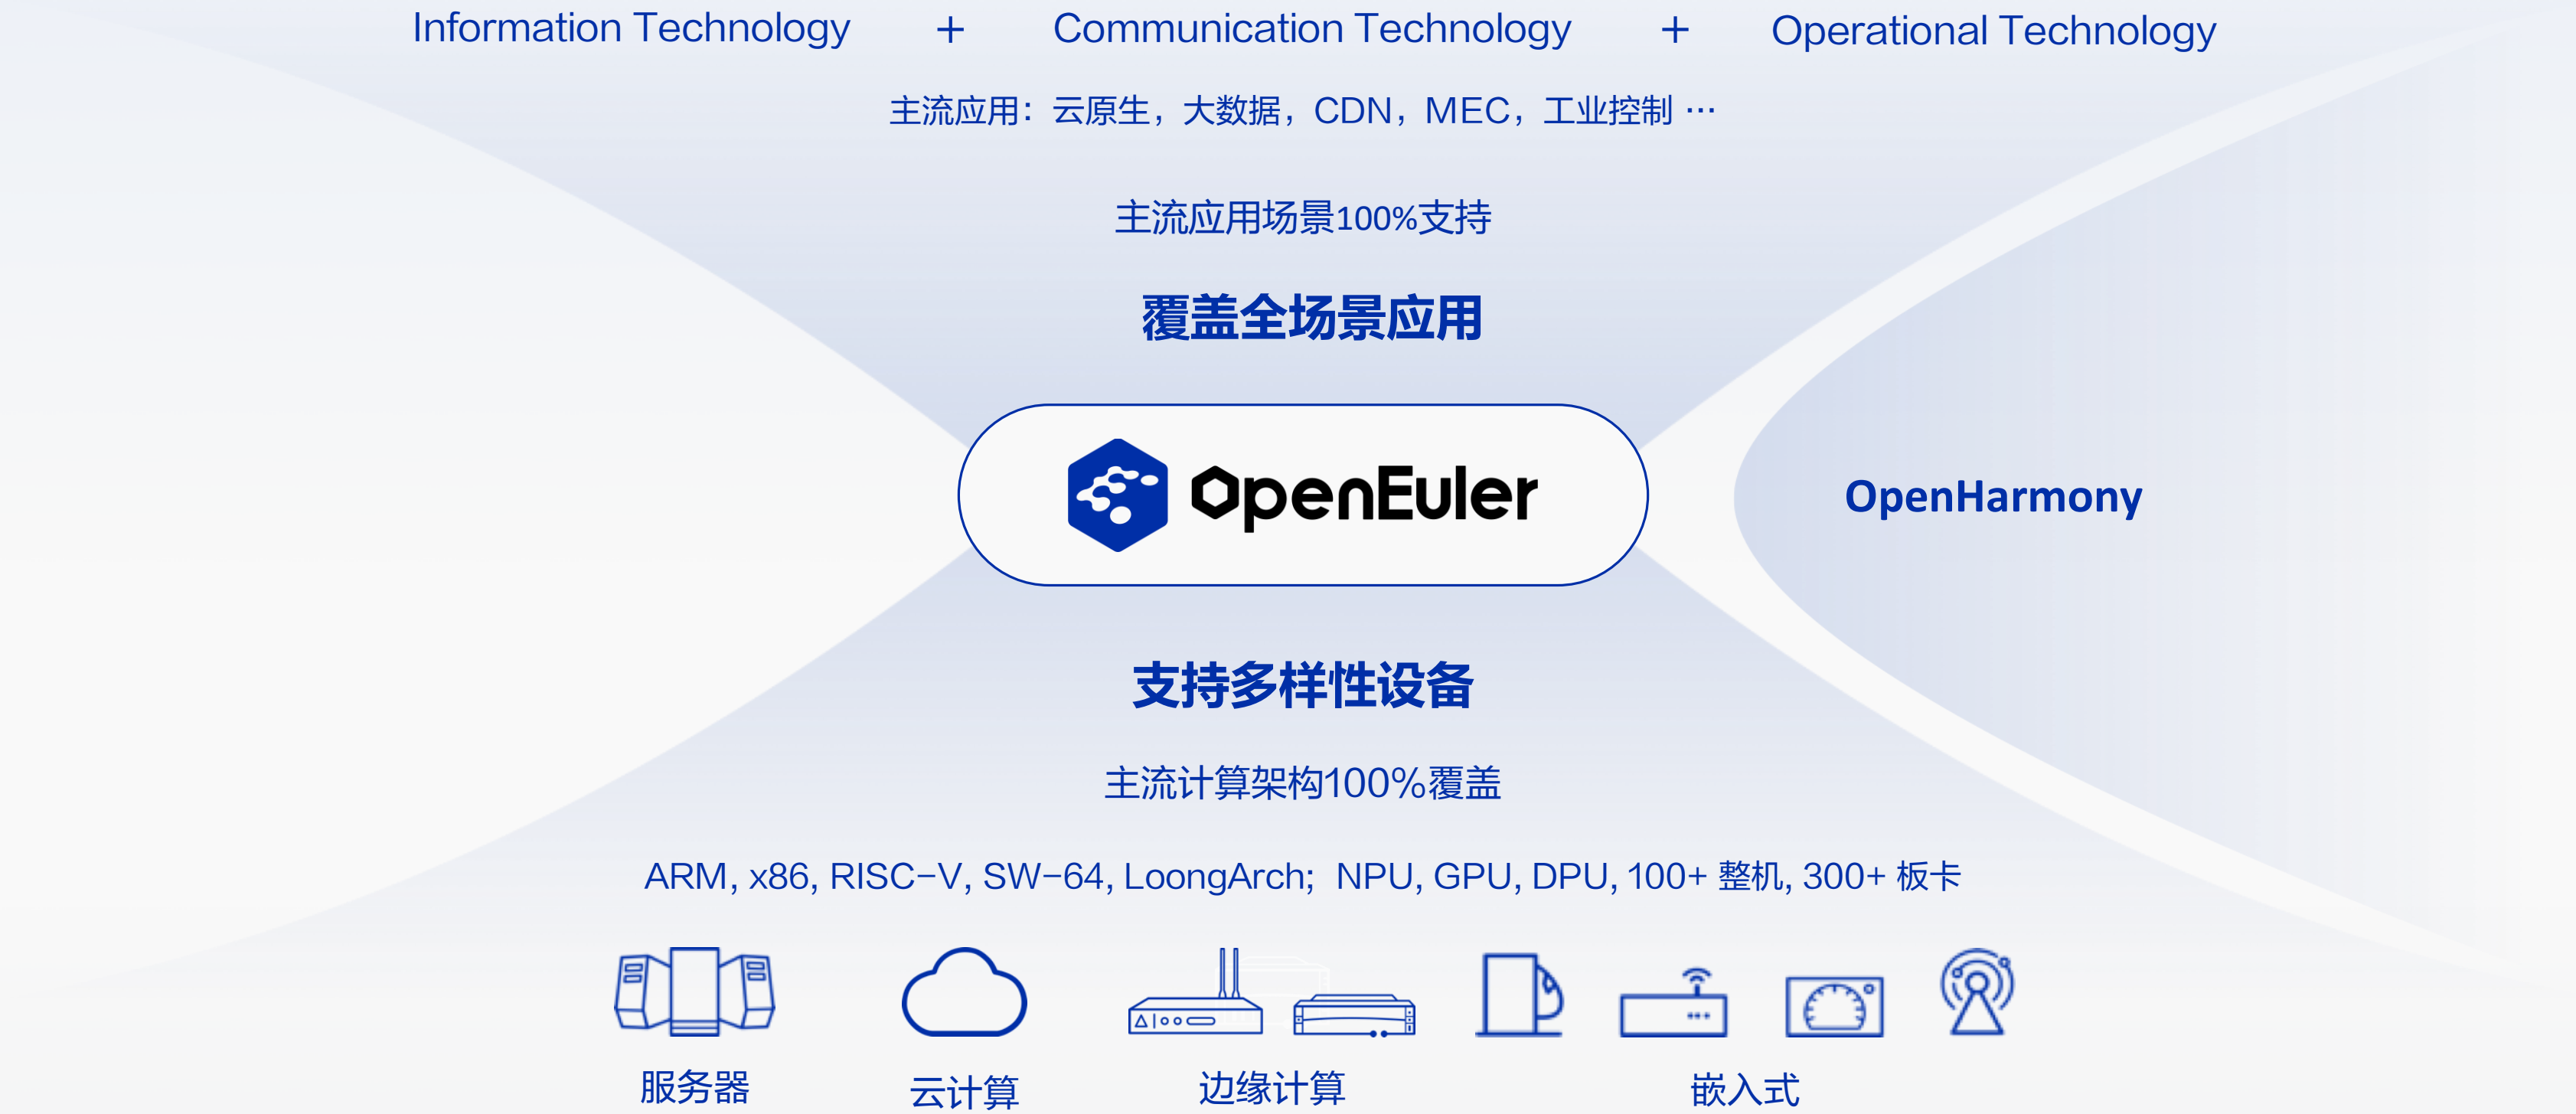 Information Technology + Communication Technology + Operational Technology
主流应用：云原生，大数据，CDN，MEC，工业控制 …
主流应用场景100%支持
覆盖全场景应用
OpenEuler
OpenHarmony
支持多样性设备
主流计算架构100%覆盖
ARM, x86, RISC-V, SW-64, LoongArch; NPU, GPU, DPU, 100+ 整机, 300+ 板卡
服务器 云计算 边缘计算 嵌入式